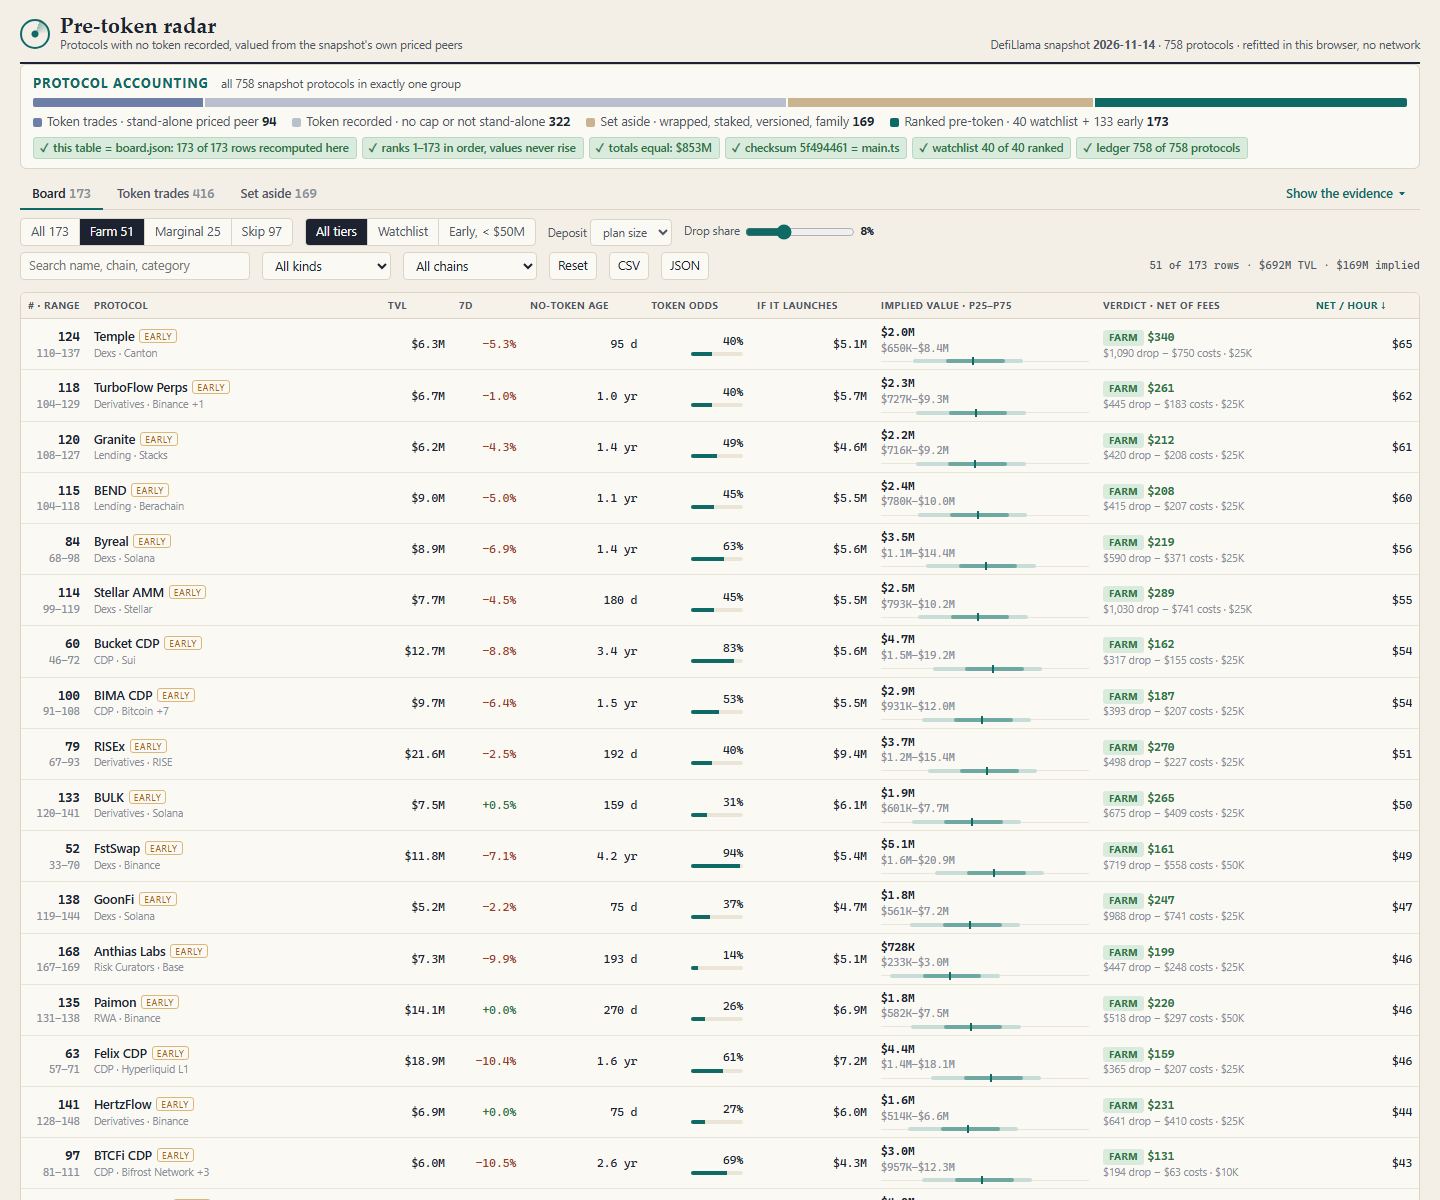 Pre-token radar
Protocols with no token recorded, valued from the snapshot's own priced peers
DefiLlama snapshot 2026-11-14 · 758 protocols · refitted in this browser, no network
PROTOCOL ACCOUNTING all 758 snapshot protocols in exactly one group
Token trades · stand-alone priced peer 94 Token recorded · no cap or not stand-alone 322 Set aside · wrapped, staked, versioned, family 169 Ranked pre-token · 40 watchlist + 133 early 173
✓ this table = board.json: 173 of 173 rows recomputed here ✓ ranks 1–173 in order, values never rise ✓ totals equal: $853M ✓ checksum 5f494461 = main.ts ✓ watchlist 40 of 40 ranked ✓ ledger 758 of 758 protocols
Board 173 Token trades 416 Set aside 169 Show the evidence
All 173 Farm 51 Marginal 25 Skip 97 All tiers Watchlist Early, < $50M Deposit plan size Drop share 8%
Search name, chain, category All kinds All chains Reset CSV JSON 51 of 173 rows · $692M TVL · $169M implied
# · RANGE PROTOCOL TVL 7D NO-TOKEN AGE TOKEN ODDS IF IT LAUNCHES IMPLIED VALUE · P25–P75 VERDICT · NET OF FEES NET / HOUR ↓
124 Temple EARLY $6.3M −5.3% 95 d 40% $5.1M $2.0M FARM $340 $65
110–137 Dexs · Canton $650K–$8.4M $1,090 drop − $750 costs · $25K
118 TurboFlow Perps EARLY $6.7M −1.0% 1.0 yr 40% $5.7M $2.3M FARM $261 $62
104–129 Derivatives · Binance +1 $727K–$9.3M $445 drop − $183 costs · $25K
120 Granite EARLY $6.2M −4.3% 1.4 yr 49% $4.6M $2.2M FARM $212 $61
108–127 Lending · Stacks $716K–$9.2M $420 drop − $208 costs · $25K
115 BEND EARLY $9.0M −5.0% 1.1 yr 45% $5.5M $2.4M FARM $208 $60
104–118 Lending · Berachain $780K–$10.0M $415 drop − $207 costs · $25K
84 Byreal EARLY $8.9M −6.9% 1.4 yr 63% $5.6M $3.5M FARM $219 $56
68–98 Dexs · Solana $1.1M–$14.4M $590 drop − $371 costs · $25K
114 Stellar AMM EARLY $7.7M −4.5% 180 d 45% $5.5M $2.5M FARM $289 $55
99–119 Dexs · Stellar $793K–$10.2M $1,030 drop − $741 costs · $25K
60 Bucket CDP EARLY $12.7M −8.8% 3.4 yr 83% $5.6M $4.7M FARM $162 $54
46–72 CDP · Sui $1.5M–$19.2M $317 drop − $155 costs · $25K
100 BIMA CDP EARLY $9.7M −6.4% 1.5 yr 53% $5.5M $2.9M FARM $187 $54
91–108 CDP · Bitcoin +7 $931K–$12.0M $393 drop − $207 costs · $25K
79 RISEx EARLY $21.6M −2.5% 192 d 40% $9.4M $3.7M FARM $270 $51
67–93 Derivatives · RISE $1.2M–$15.4M $498 drop − $227 costs · $25K
133 BULK EARLY $7.5M +0.5% 159 d 31% $6.1M $1.9M FARM $265 $50
120–141 Derivatives · Solana $601K–$7.7M $675 drop − $409 costs · $25K
52 FstSwap EARLY $11.8M −7.1% 4.2 yr 94% $5.4M $5.1M FARM $161 $49
33–70 Dexs · Binance $1.6M–$20.9M $719 drop − $558 costs · $50K
138 GoonFi EARLY $5.2M −2.2% 75 d 37% $4.7M $1.8M FARM $247 $47
119–144 Dexs · Solana $561K–$7.2M $988 drop − $741 costs · $25K
168 Anthias Labs EARLY $7.3M −9.9% 193 d 14% $5.1M $728K FARM $199 $46
167–169 Risk Curators · Base $233K–$3.0M $447 drop − $248 costs · $25K
135 Paimon EARLY $14.1M +0.0% 270 d 26% $6.9M $1.8M FARM $220 $46
131–138 RWA · Binance $582K–$7.5M $518 drop − $297 costs · $50K
63 Felix CDP EARLY $18.9M −10.4% 1.6 yr 61% $7.2M $4.4M FARM $159 $46
57–71 CDP · Hyperliquid L1 $1.4M–$18.1M $365 drop − $207 costs · $25K
141 HertzFlow EARLY $6.9M +0.0% 75 d 27% $6.0M $1.6M FARM $231 $44
128–148 Derivatives · Binance $514K–$6.6M $641 drop − $410 costs · $25K
97 BTCFi CDP EARLY $6.0M −10.5% 2.6 yr 69% $4.3M $3.0M FARM $131 $43
81–111 CDP · Bifrost Network +3 $957K–$12.3M $194 drop − $63 costs · $10K